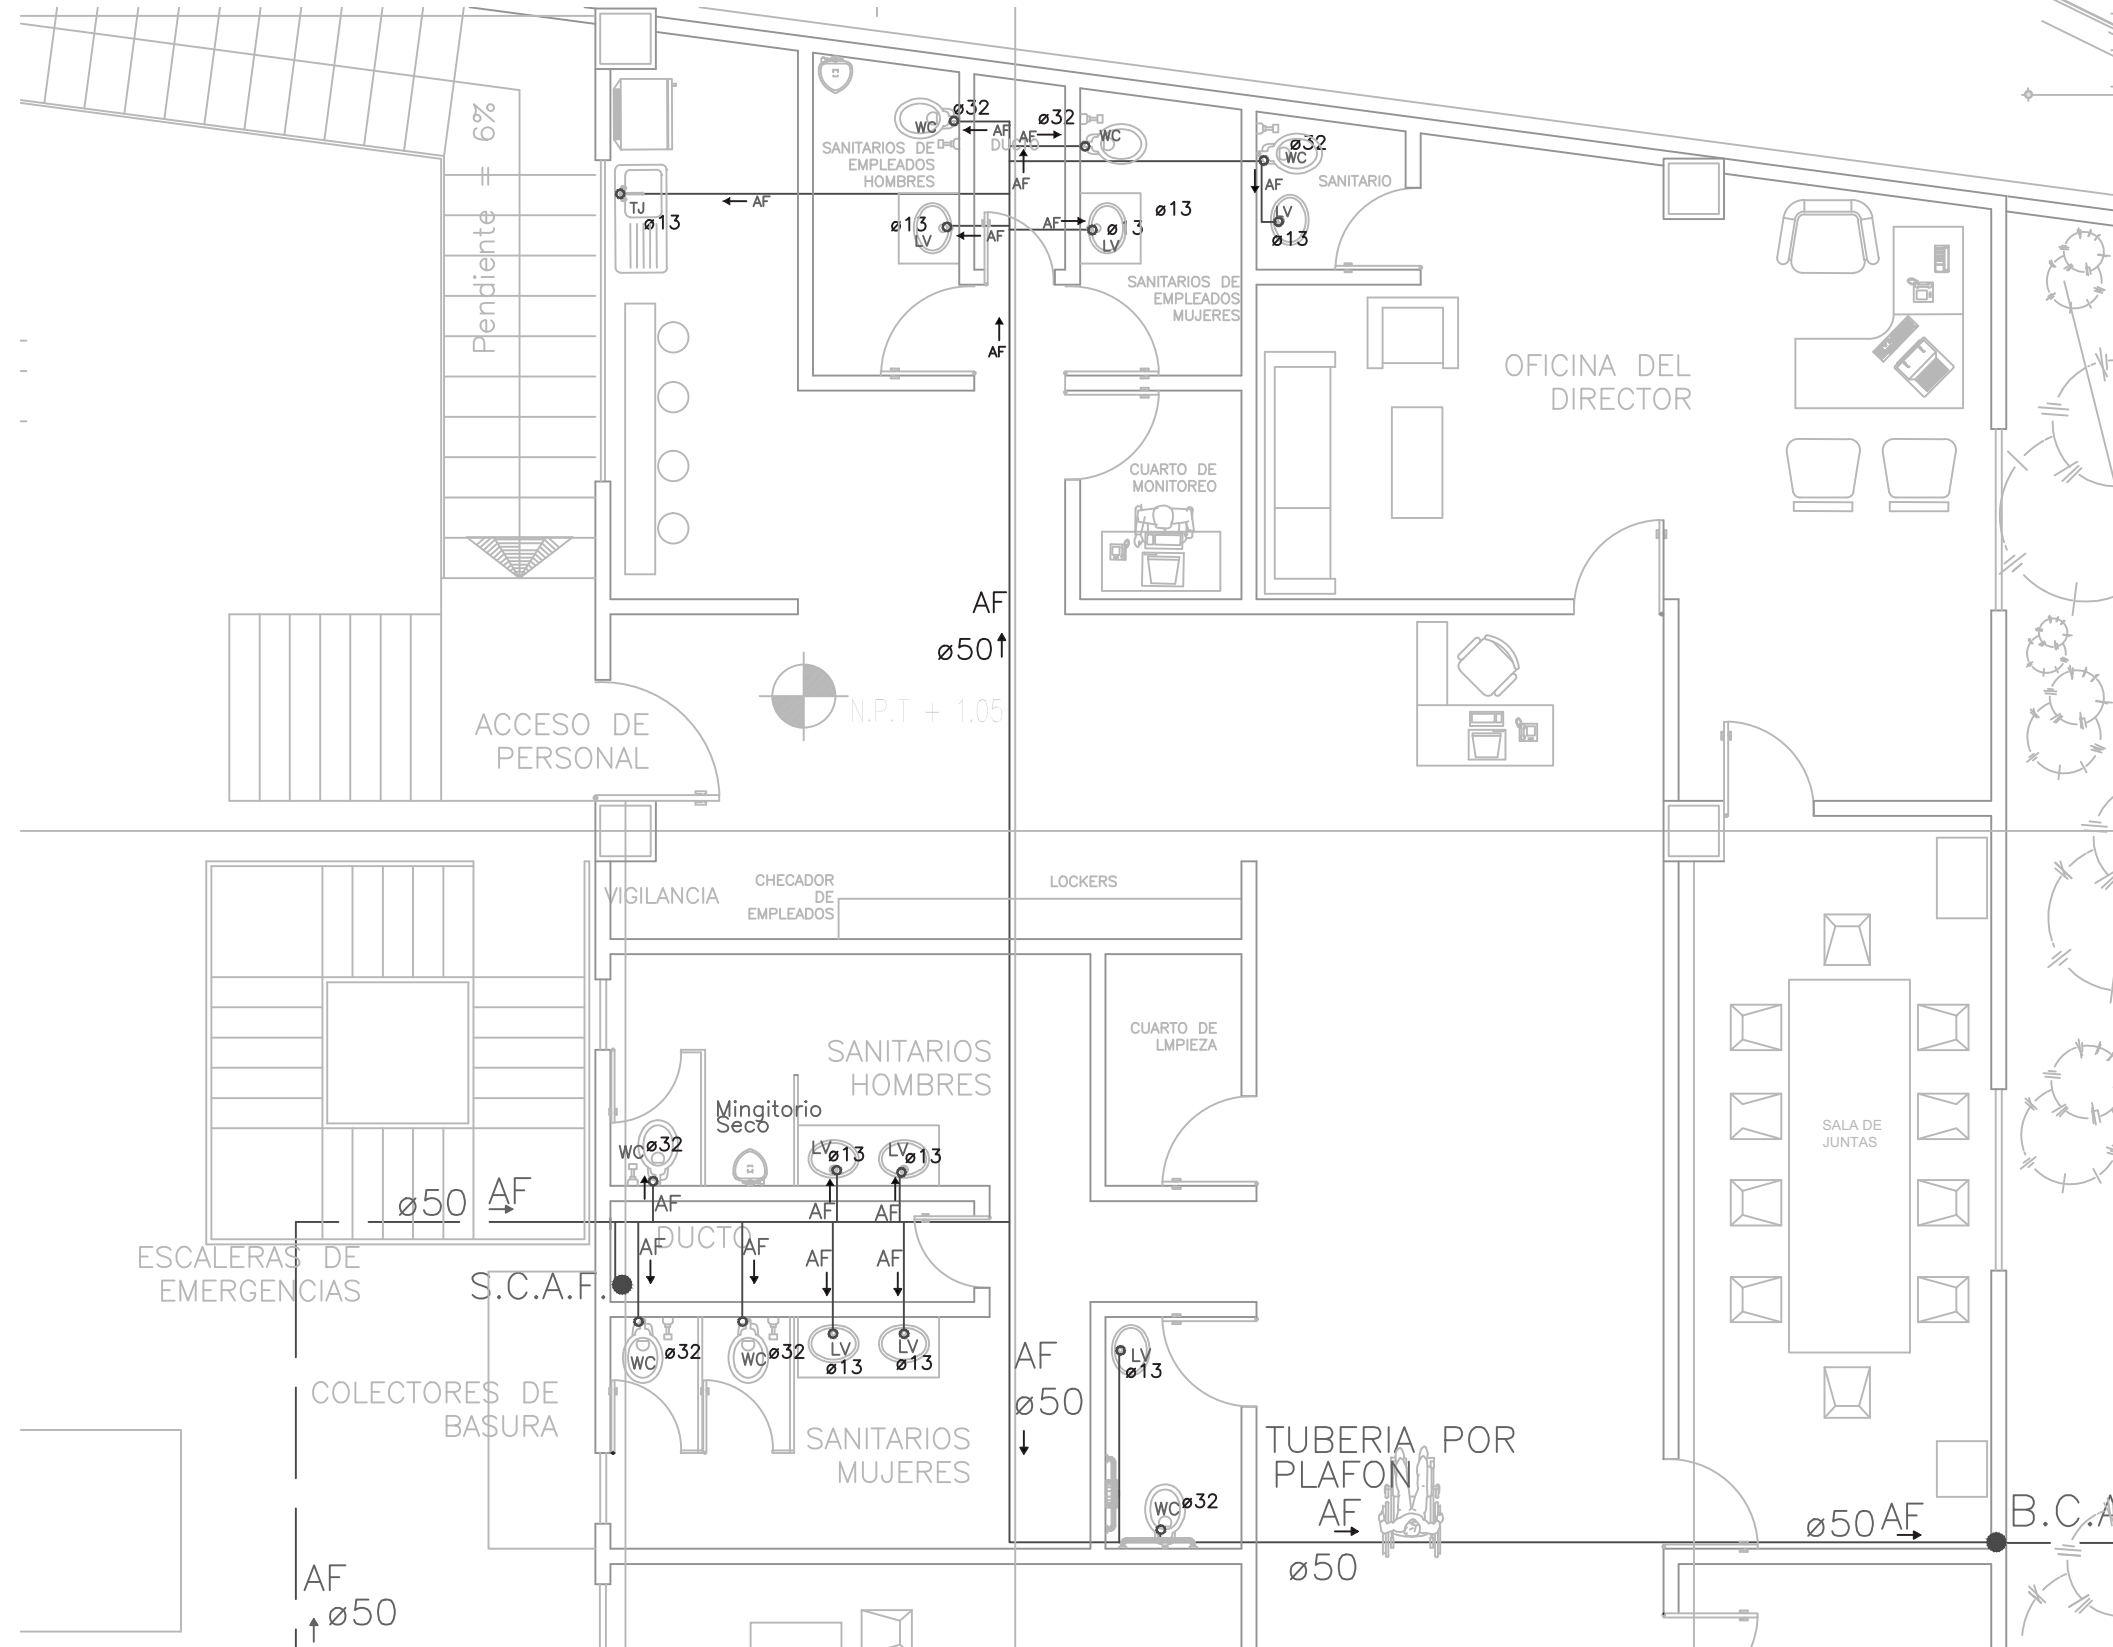 Pendiente = 6%
ø32
WC
AF
ø32
AF
WC
DUCTO
SANITARIOS DE
EMPLEADOS
HOMBRES
ø32
WC
AF
AF
SANITARIO
TJ
ø13
AF
ø13
LV
AF
AF
ø13
LV
ø13
LV
ø13
SANITARIOS DE
EMPLEADOS
MUJERES
AF
OFICINA DEL
DIRECTOR
CUARTO DE
MONITOREO
AF
ø50
N.P.T + 1.05
ACCESO DE
PERSONAL
VIGILANCIA
CHECADOR
DE
EMPLEADOS
LOCKERS
CUARTO DE
LMPIEZA
SANITARIOS
HOMBRES
Mingitorio
Seco
WC
ø32
LV
ø13
LV
ø13
AF
AF
AF
ø50 AF
DUCTO
AF
AF
AF
AF
ESCALERAS DE
EMERGENCIAS
S.C.A.F.
WC
ø32
WC
ø32
LV
ø13
LV
ø13
AF
ø50
LV
ø13
COLECTORES DE
BASURA
SANITARIOS
MUJERES
SALA DE
JUNTAS
TUBERIA POR
PLAFON
AF
ø50
WC
ø32
ø50 AF
B.C.A
AF
ø50